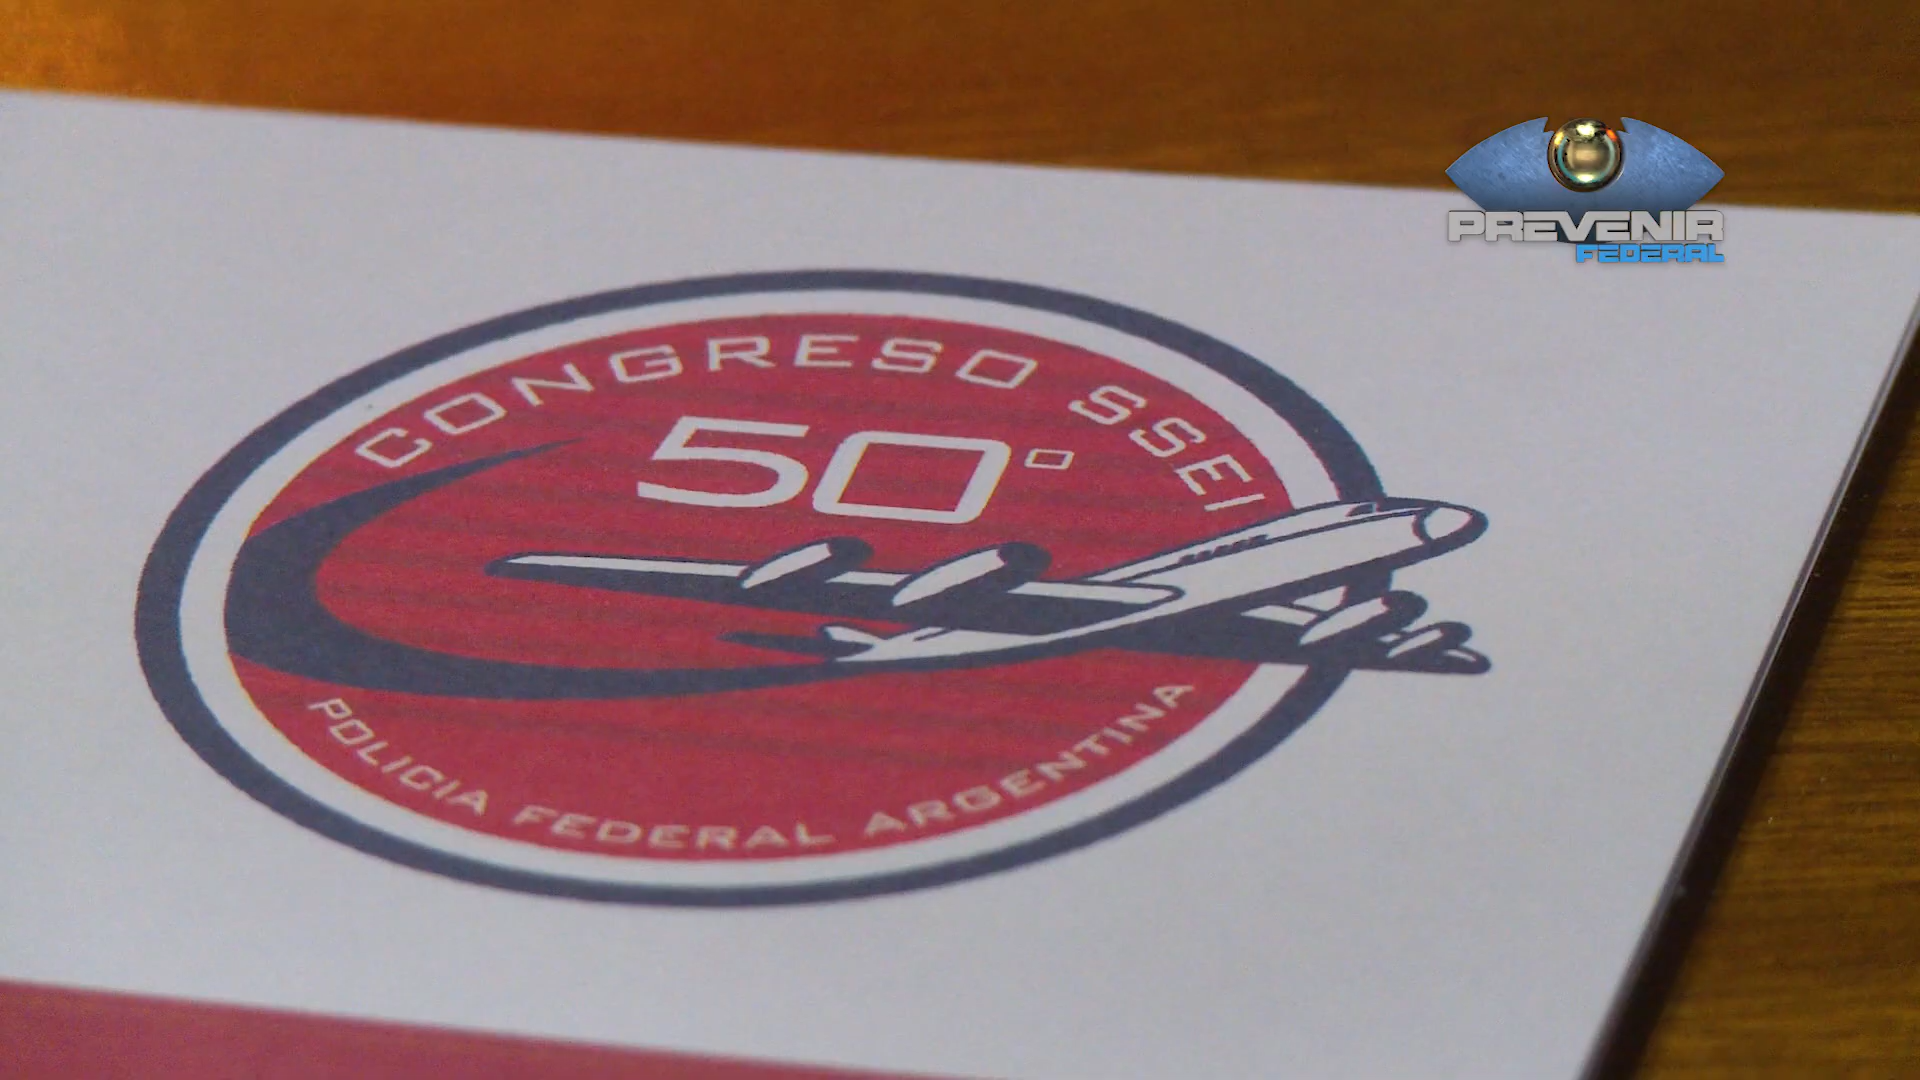 CONGRESO SSEI
50°
POLICIA FEDERAL ARGENTINA
PREVENIR
FEDERAL